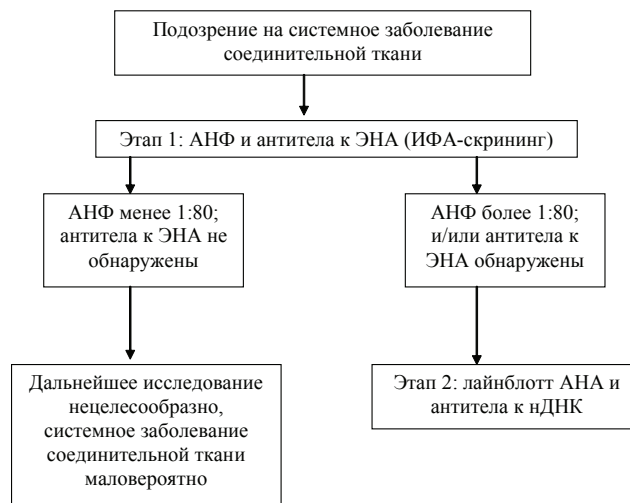 Подозрение на системное заболевание
соединительной ткани
Этап 1: АНФ и антитела к ЭНА (ИФА-скрининг)
АНФ менее 1:80;
антитела к ЭНА не
обнаружены
АНФ более 1:80;
и/или антитела к
ЭНА обнаружены
Дальнейшее исследование
нецелесообразно,
системное заболевание
соединительной ткани
маловероятно
Этап 2: лайнблотт АНА и
антитела к нДНК